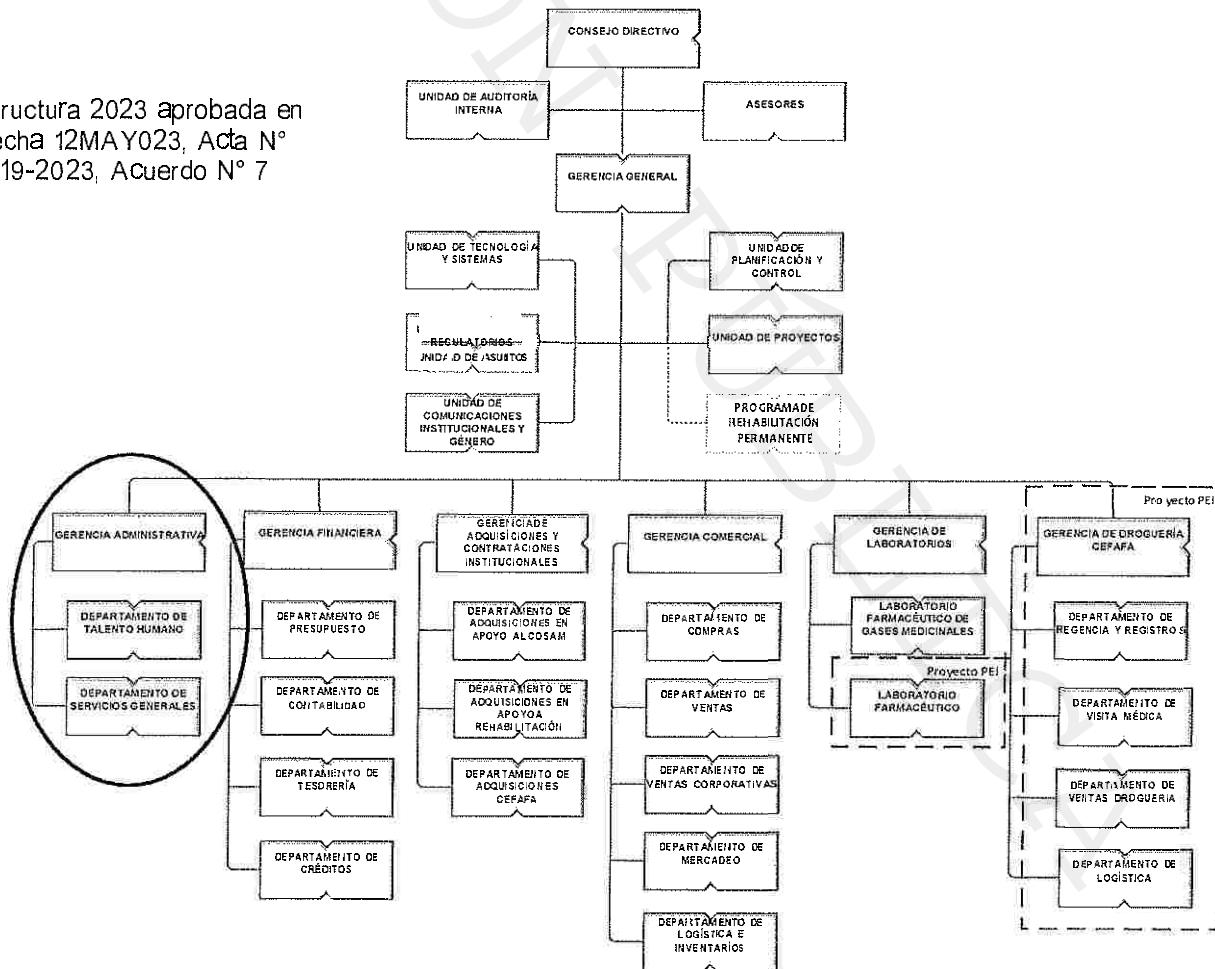 CONSEJO DIRECTIVO
UNIDAD DE AUDITORÍA
INTERNA
ASESORES
ructura 2023 aprobada en
echa 12MAY023, Acta N°
19-2023, Acuerdo N° 7
GERENCIA GENERAL
UNIDAD DE TECNOLOGÍA
Y SISTEMAS
UNIDAD DE
PLANIFICACIÓN Y
CONTROL
REGULATORIOS
UNIDAD DE ASUNTOS
UNIDAD DE PROYECTOS
UNIDAD DE
COMUNICACIONES
INSTITUCIONALES Y
GÉNERO
PROGRAMA DE
REHABILITACIÓN
PERMANENTE
Proyecto PEI
GERENCIA ADMINISTRATIVA
GERENCIA FINANCIERA
GERENCIA DE
ADQUISICIONES Y
CONTRATACIONES
INSTITUCIONALES
GERENCIA COMERCIAL
GERENCIA DE
LABORATORIOS
GERENCIA DE DROGUERÍA
CEFAFA
DEPARTAMENTO DE
TALENTO HUMANO
DEPARTAMENTO DE
PRESUPUESTO
DEPARTAMENTO DE
ADQUISICIONES EN
APOYO AL COSAM
DEPARTAMENTO DE
COMPRAS
LABORATORIO
FARMACÉUTICO DE
GASES MEDICINALES
DEPARTAMENTO DE
REGENCIA Y REGISTROS
Proyecto PEI
DEPARTAMENTO DE
SERVICIOS GENERALES
DEPARTAMENTO DE
CONTABILIDAD
DEPARTAMENTO DE
ADQUISICIONES EN
APOYO A
REHABILITACIÓN
DEPARTAMENTO DE
VENTAS
LABORATORIO
FARMACÉUTICO
DEPARTAMENTO DE
VISITA MÉDICA
DEPARTAMENTO DE
TESORERÍA
DEPARTAMENTO DE
ADQUISICIONES
CEFAFA
DEPARTAMENTO DE
VENTAS CORPORATIVAS
DEPARTAMENTO DE
VENTAS DROGUERIA
DEPARTAMENTO DE
CRÉDITOS
DEPARTAMENTO DE
MERCADEO
DEPARTAMENTO DE
LOGÍSTICA
DEPARTAMENTO DE
LOGÍSTICA E
INVENTARIOS